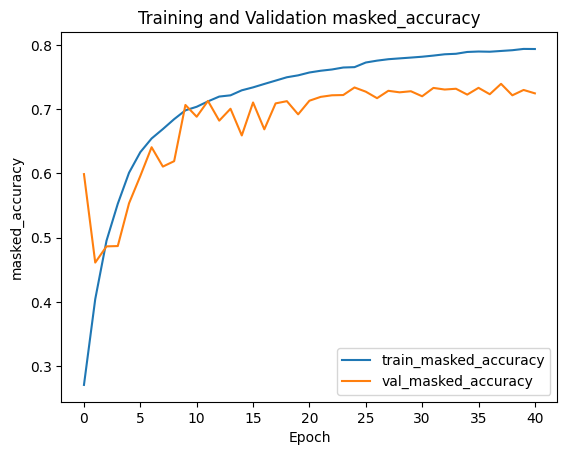 Training and Validation masked_accuracy
masked_accuracy
0.8
0.7
0.6
0.5
0.4
0.3
train_masked_accuracy
val_masked_accuracy
0 5 10 15 20 25 30 35 40
Epoch